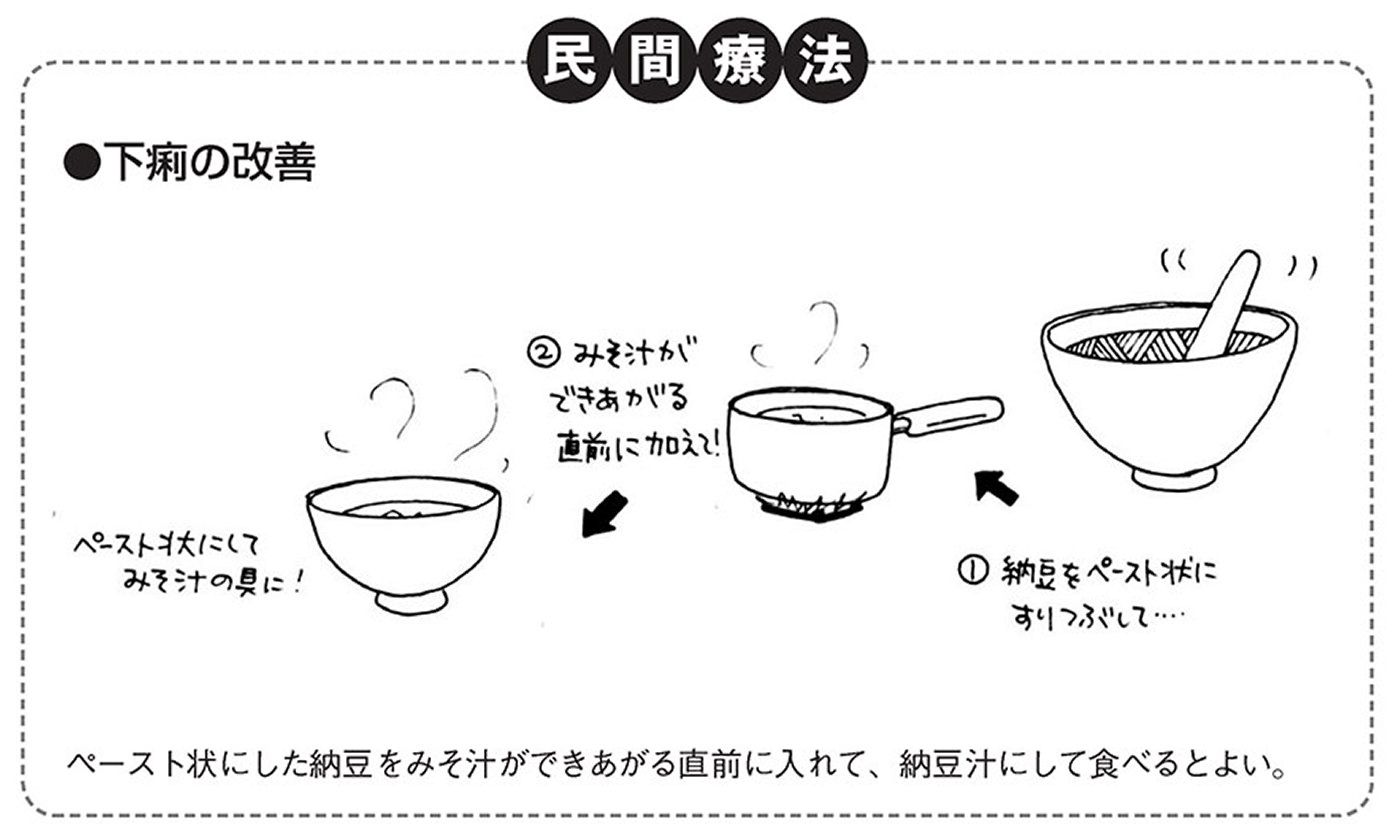 民間療法
●下痢の改善
① 納豆をペースト状に
すりつぶして‥‥
② みそ汁が
できあがる
直前に加えて!
ペースト状にして
みそ汁の具に!
ペースト状にした納豆をみそ汁ができあがる直前に入れて、納豆汁にして食べるとよい。